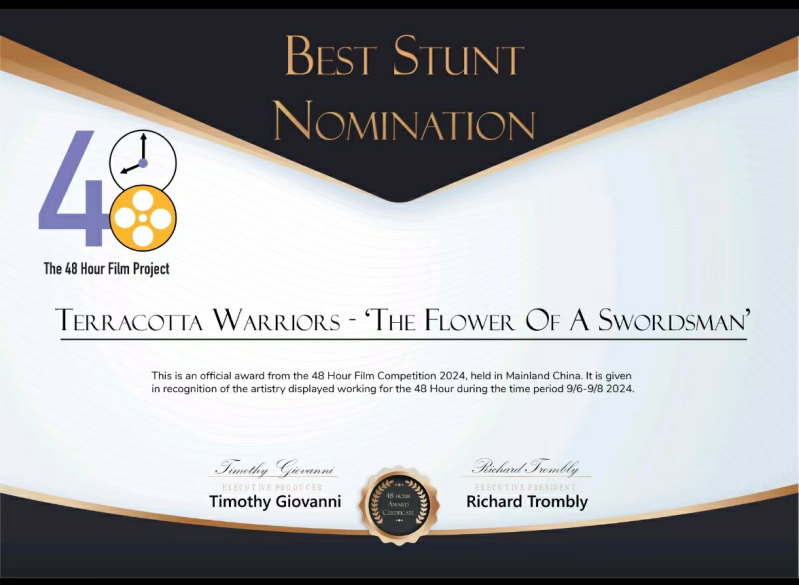 BEST STUNT
NOMINATION
48
The 48 Hour Film Project
TERRACOTTA WARRIORS - ‘THE FLOWER OF A SWORDSMAN’
This is an official award from the 48 Hour Film Competition 2024, held in Mainland China. It is given
in recognition of the artistry displayed working for the 48 Hour during the time period 9/6-9/8 2024.
Timothy Giovanni
EXECUTIVE PRODUCER
Timothy Giovanni
48 HOUR
AWARD
CERTIFICATE
Richard Trombly
EXECUTIVE PRESIDENT
Richard Trombly